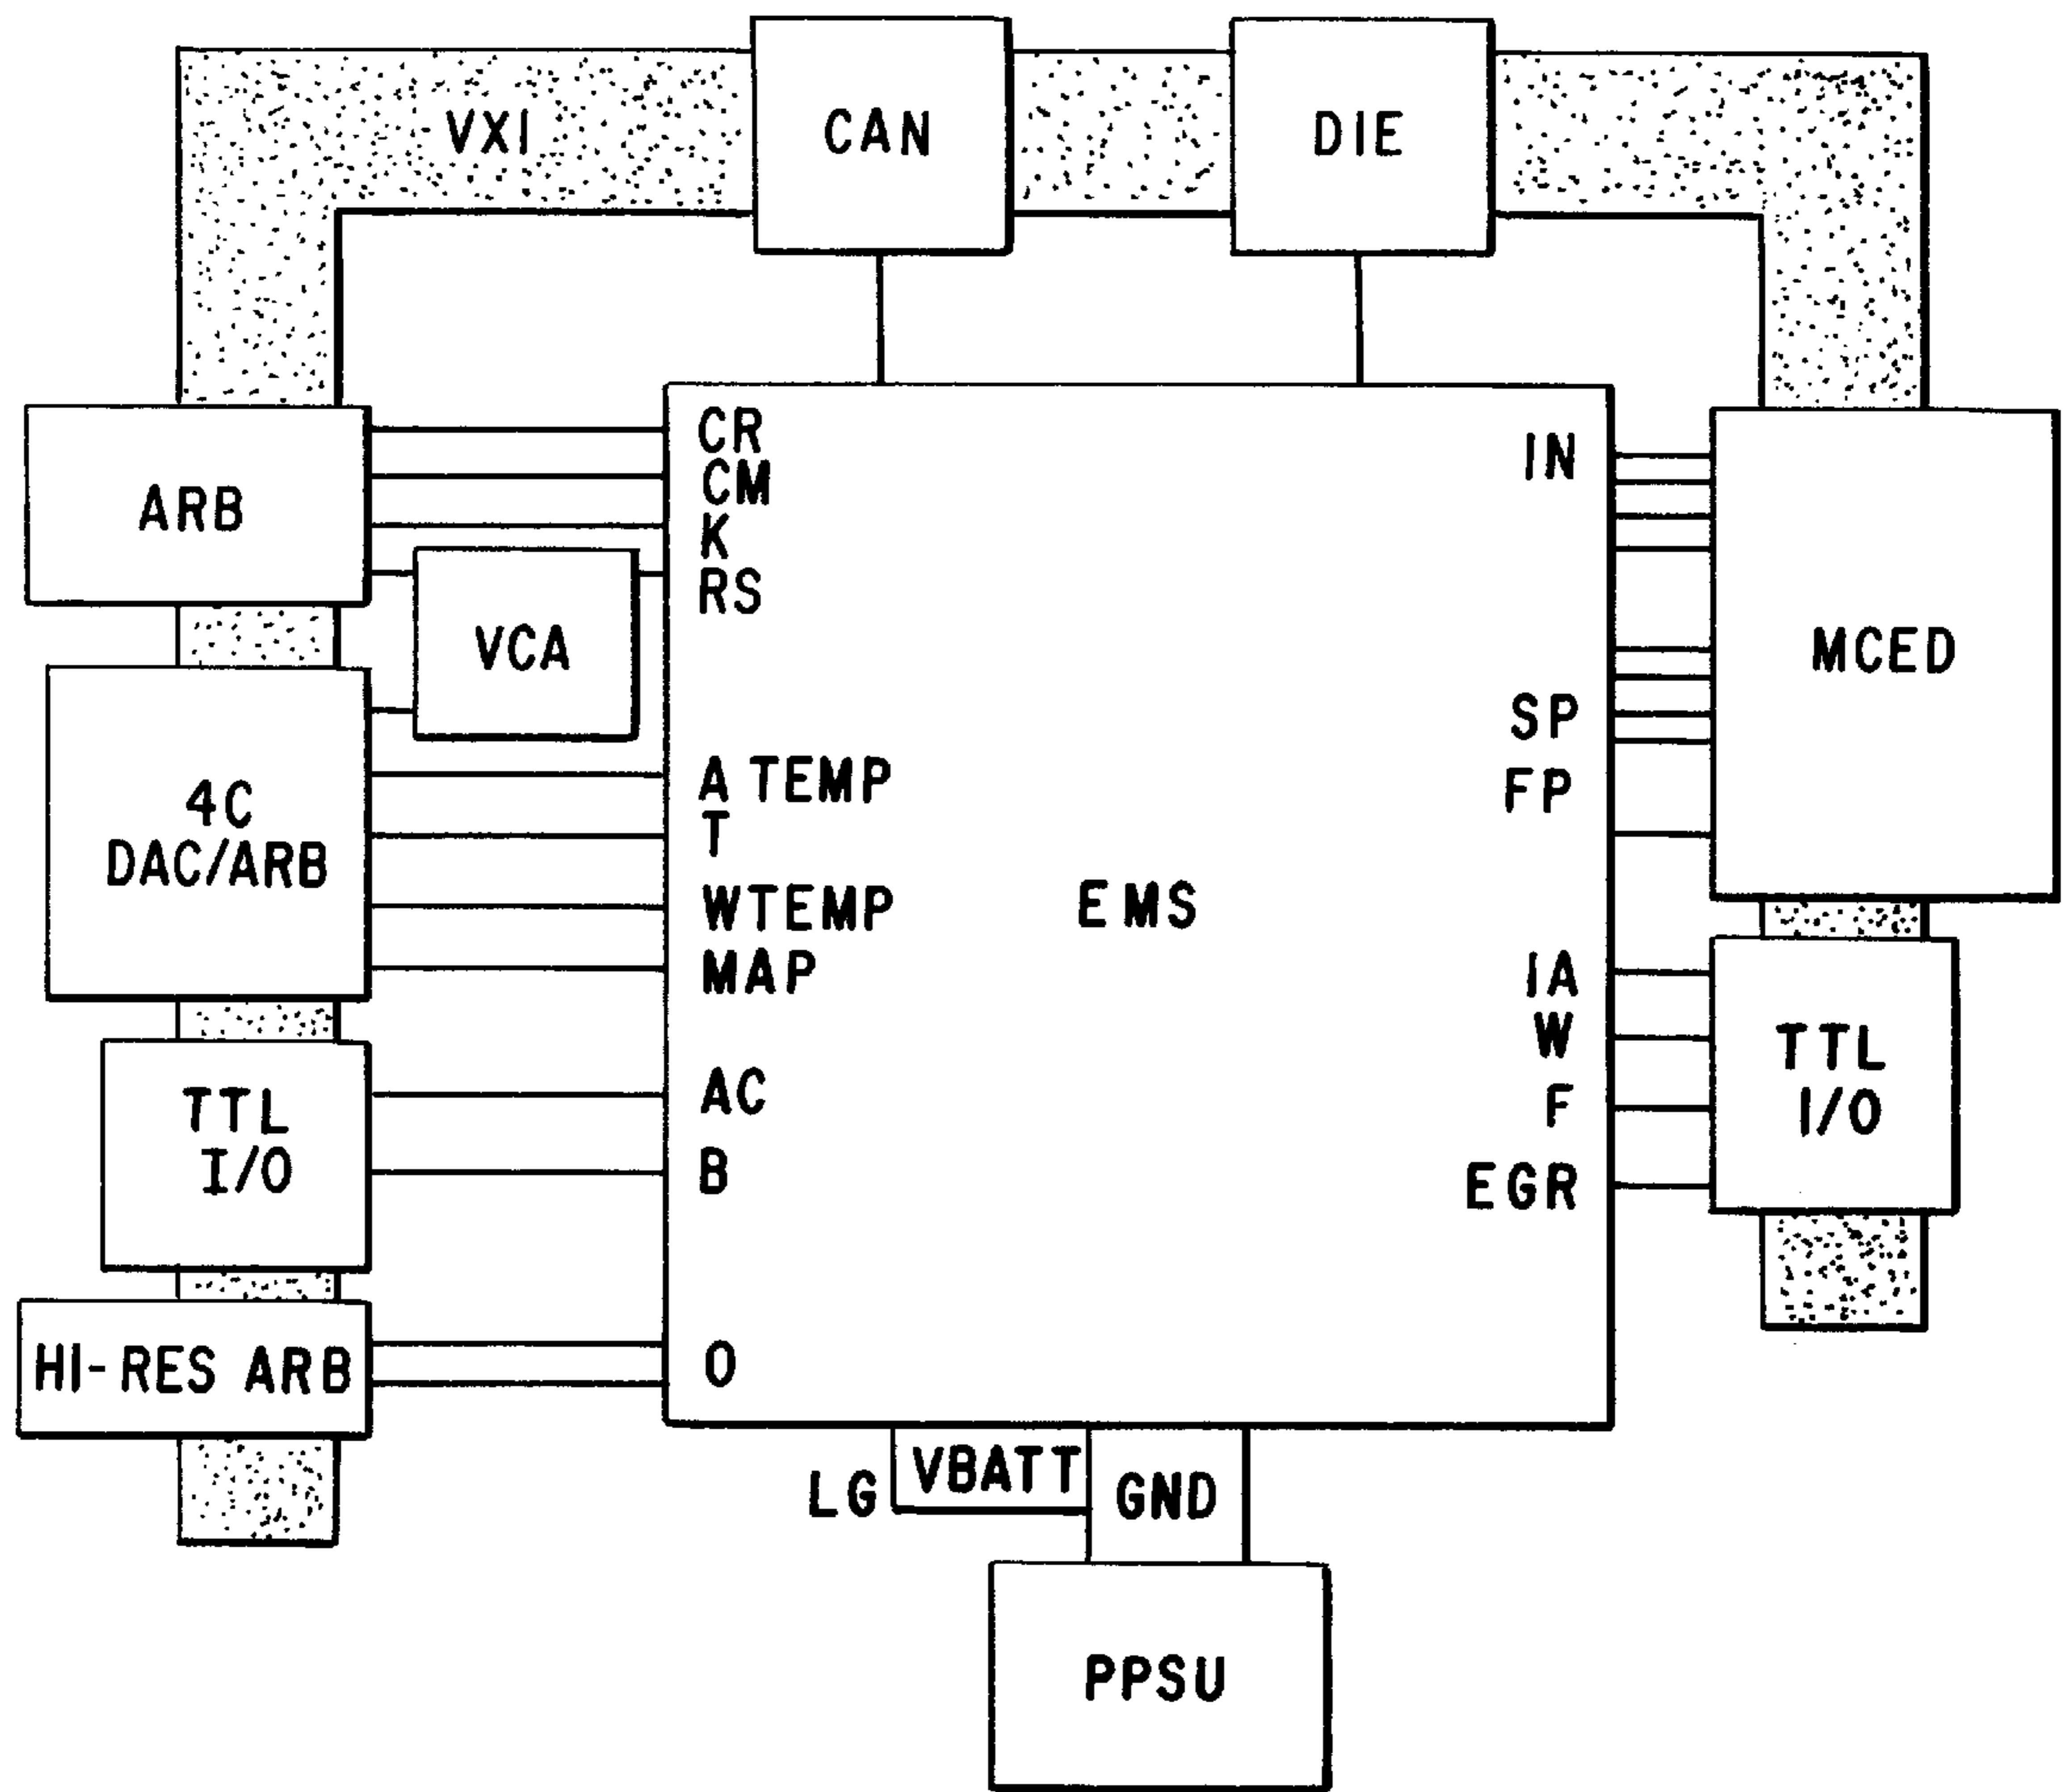 VXI
CAN
DIE
ARB
CR
CM
K
RS
VCA
4C
DAC/ARB
A TEMP
T
WTEMP
MAP
TTL
I/O
AC
B
HI-RES ARB
O
EMS
IN
SP
FP
MCED
IA
W
F
EGR
TTL
I/O
LG
VBATT
GND
PPSU